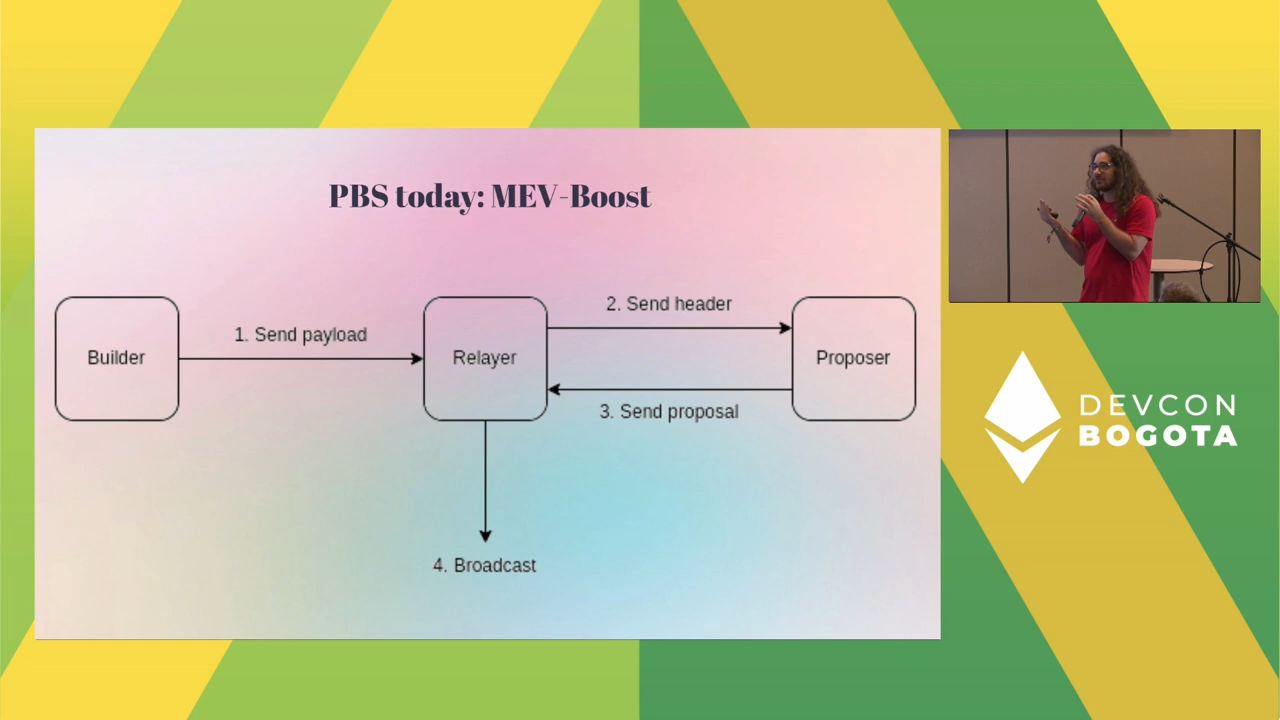 PBS today: MEV-Boost
Builder
1. Send payload
Relayer
2. Send header
3. Send proposal
Proposer
4. Broadcast
DEVCON
BOGOTA